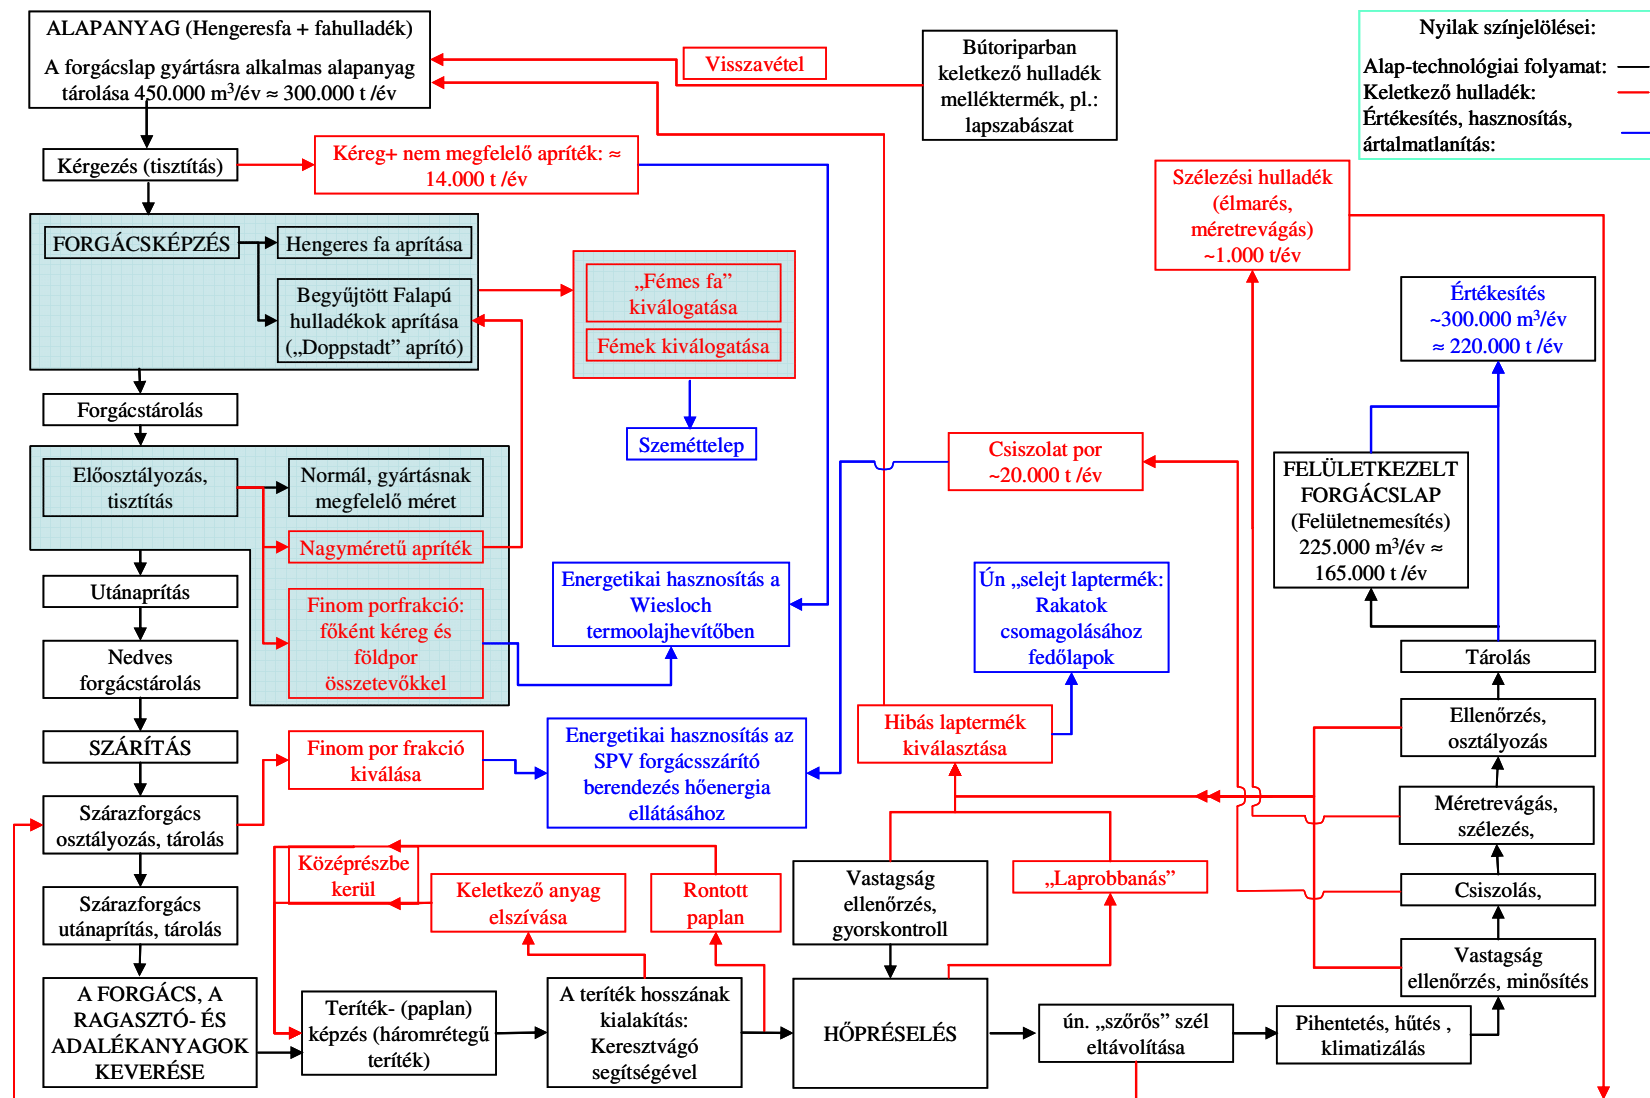 ALAPANYAG (Hengeresfa + fahulladék)
A forgácslap gyártásra alkalmas alapanyag
tárolása 450.000 m³/év ≈ 300.000 t /év
Visszavétel
Bútoriparban
keletkező hulladék
melléktermék, pl.:
lapszabászat
Nyilak színjelölései:
Alap-technológiai folyamat:
Keletkező hulladék:
Értékesítés, hasznosítás,
ártalmatlanítás:
Kérgezés (tisztítás)
Kéreg+ nem megfelelő apríték: ≈
14.000 t /év
Szélezési hulladék
(élmarés,
méretrevágás)
~1.000 t/év
FORGÁCSKÉPZÉS
Hengeres fa aprítása
Begyűjtött Falapú
hulladékok aprítása
(„Doppstadt” aprító)
„Fémes fa”
kiválogatása
Fémek kiválogatása
Szeméttelep
Értékesítés
~300.000 m³/év
≈ 220.000 t /év
Forgácstárolás
Előosztályozás,
tisztítás
Normál, gyártásnak
megfelelő méret
Nagyméretű apríték
Finom porfrakció:
főként kéreg és
földpor
összetevőkkel
Csiszolat por
~20.000 t /év
FELÜLETKEZELT
FORGÁCSLAP
(Felületnemesítés)
225.000 m³/év ≈
165.000 t /év
Utánaprítás
Energetikai hasznosítás a
Wiesloch
termoolajhevítőben
Ún „selejt laptermék:
Rakatok
csomagolásához
fedőlapok
Nedves
forgácstárolás
Tárolás
SZÁRÍTÁS
Finom por frakció
kiválása
Energetikai hasznosítás az
SPV forgácsszárító
berendezés hőenergia
ellátásához
Hibás laptermék
kiválasztása
Ellenőrzés,
osztályozás
Szárazforgács
osztályozás, tárolás
Méretrevágás,
szélezés,
Középrészbe
kerül
Keletkező anyag
elszívása
Rontott
paplan
Vastagság
ellenőrzés,
gyorskontroll
„Laprobbanás”
Csiszolás,
Szárazforgács
utánaprítás, tárolás
Vastagság
ellenőrzés, minősítés
A FORGÁCS, A
RAGASZTÓ- ÉS
ADALÉKANYAGOK
KEVERÉSE
Teríték- (paplan)
képzés (háromrétegű
teríték)
A teríték hosszának
kialakítás:
Keresztvágó
segítségével
HŐPRÉSELÉS
ún. „szőrös” szél
eltávolítása
Pihentetés, hűtés ,
klimatizálás